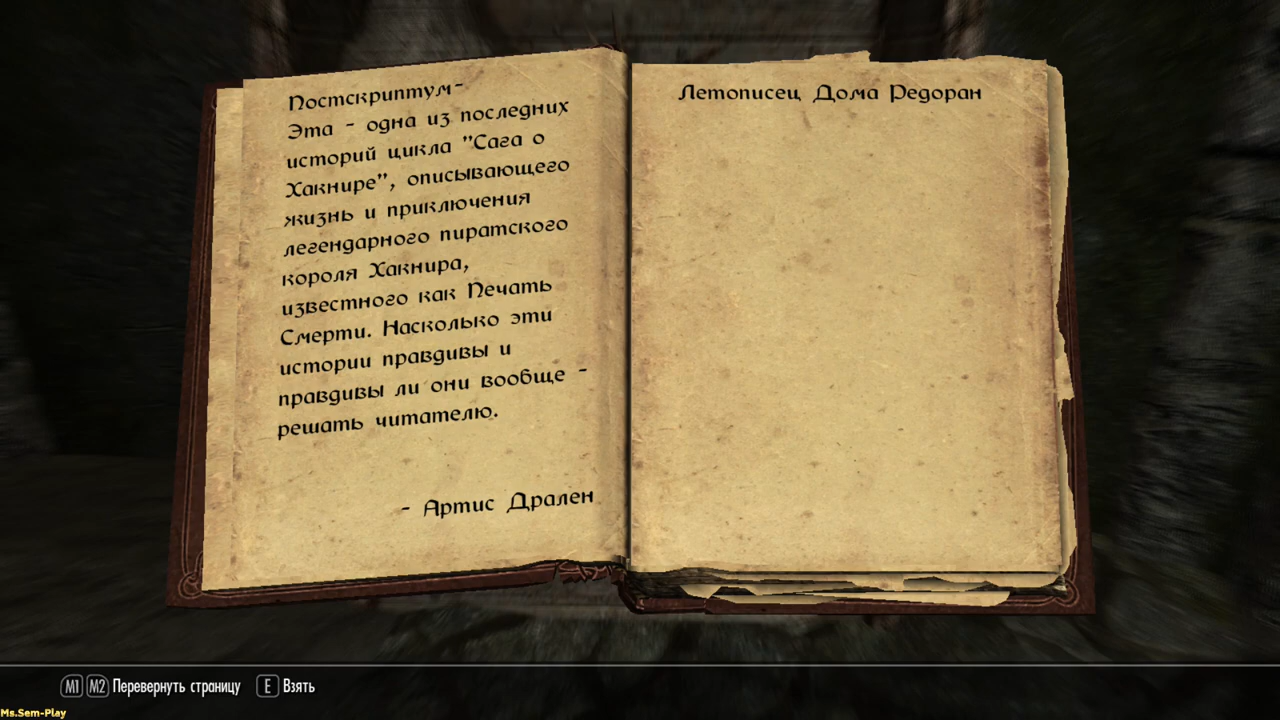 Постскриптум-
Эта - одна из последних
историй цикла "Сага о
Хакнире", описывающего
жизнь и приключения
легендарного пиратского
короля Хакнира,
известного как Печать
Смерти. Насколько эти
истории правдивы и
правдивы ли они вообще -
решать читателю.
- Артис Дрален
Летописец Дома Редоран
M1 M2 Перевернуть страницу E Взять
Ms.Sem-Play